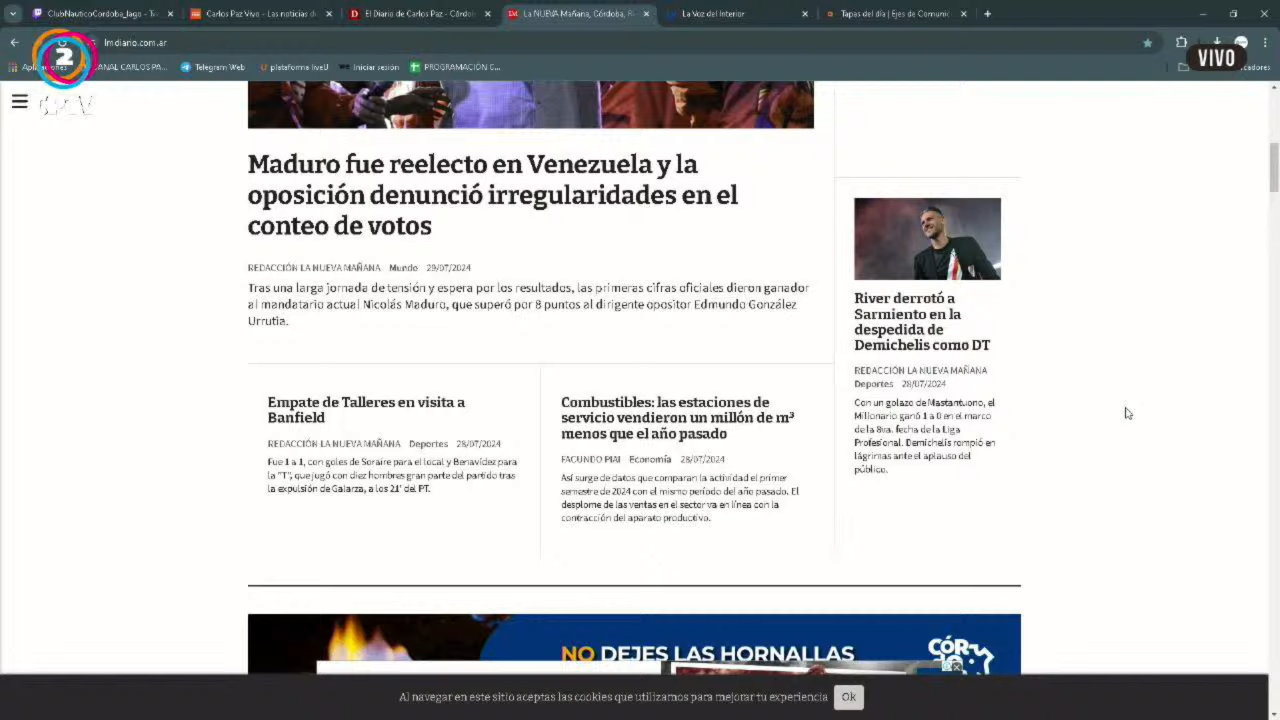 ClubNauticoCordoba_lago - Tw
Carlos Paz Vivo - Las noticias d
El Diario de Carlos Paz - Córdo
La NUEVA Mañana, Córdoba, R
La Voz del Interior
Tapas del día | Ejes de Comunic
lmdiario.com.ar
2
VIVO
CANAL CARLOS PA...
Telegram Web
plataforma liveU
Iniciar sesión
PROGRAMACIÓN C...
CPTV
Maduro fue reelecto en Venezuela y la
oposición denunció irregularidades en el
conteo de votos
REDACCIÓN LA NUEVA MAÑANA Mundo 29/07/2024
Tras una larga jornada de tensión y espera por los resultados, las primeras cifras oficiales dieron ganador
al mandatario actual Nicolás Maduro, que superó por 8 puntos al dirigente opositor Edmundo González
Urrutia.
Empate de Talleres en visita a
Banfield
REDACCIÓN LA NUEVA MAÑANA Deportes 28/07/2024
Fue 1 a 1, con goles de Soraire para el local y Benavídez para
la "T", que jugó con diez hombres gran parte del partido tras
la expulsión de Galarza, a los 21' del PT.
Combustibles: las estaciones de
servicio vendieron un millón de m³
menos que el año pasado
FACUNDO PIAI Economía 28/07/2024
Así surge de datos que comparan la actividad el primer
semestre de 2024 con el mismo período del año pasado. El
desplome de las ventas en el sector va en línea con la
contracción del aparato productivo.
River derrotó a
Sarmiento en la
despedida de
Demichelis como DT
REDACCIÓN LA NUEVA MAÑANA
Deportes 28/07/2024
Con un golazo de Mastantuono, el
Millonario ganó 1 a 0 en el marco
de la 8va. fecha de la Liga
Profesional. Demichelis rompió en
lágrimas ante el aplauso del
público.
NO DEJES LAS HORNALLAS
Al navegar en este sitio aceptas las cookies que utilizamos para mejorar tu experiencia
Ok